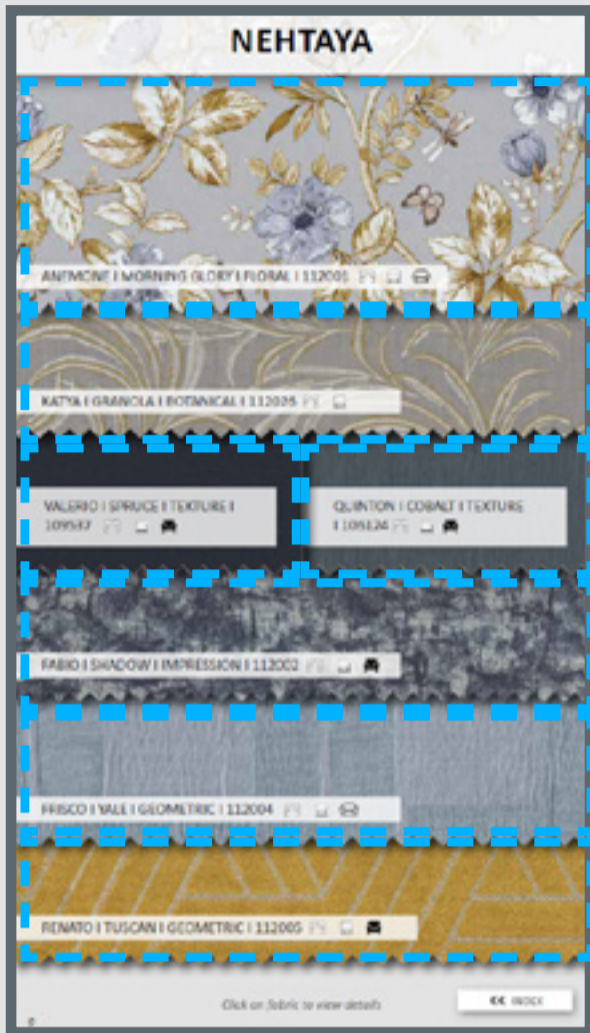 NEHTAYA
ANEMONE I MORNING GLORY I FLORAL I 112001
KATYA I GRANOLA I BOTANICAL I 112026
VALERIO I SPRUCE I TEXTURE I
109537
QUINTON I COBALT I TEXTURE
I 105124
FABIO I SHADOW I IMPRESSION I 112002
FRISCO I YALE I GEOMETRIC I 112004
RENATO I TUSCAN I GEOMETRIC I 112005
Click on fabric to view details
<< INDEX